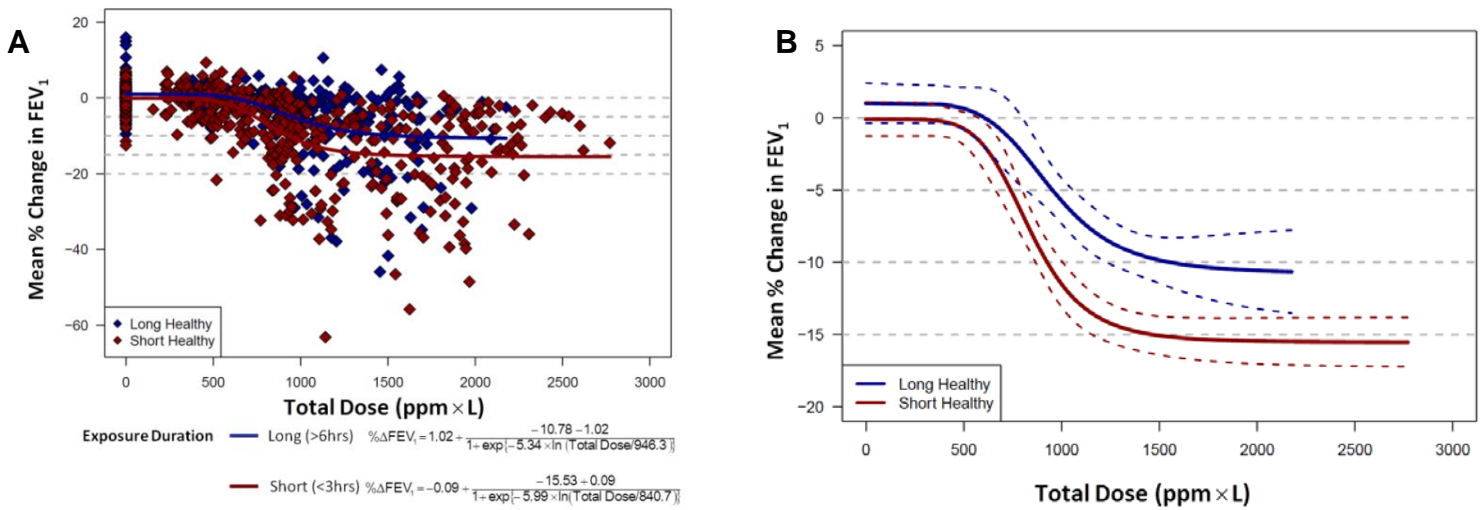 A
Mean % Change in FEV1
20
0
−20
−40
−60
Long Healthy
Short Healthy
0 500 1000 1500 2000 2500 3000
Total Dose (ppm×L)
Exposure Duration
Long (>6hrs) %ΔFEV1 = 1.02 + (−10.78 − 1.02) / (1+exp{−5.34 ×ln (Total Dose/946.3)})
Short (<3hrs) %ΔFEV1 = −0.09 + (−15.53 + 0.09) / (1+exp{−5.99 ×ln(Total Dose/840.7)})
B
Mean % Change in FEV1
5
0
−5
−10
−15
−20
Long Healthy
Short Healthy
0 500 1000 1500 2000 2500 3000
Total Dose (ppm×L)